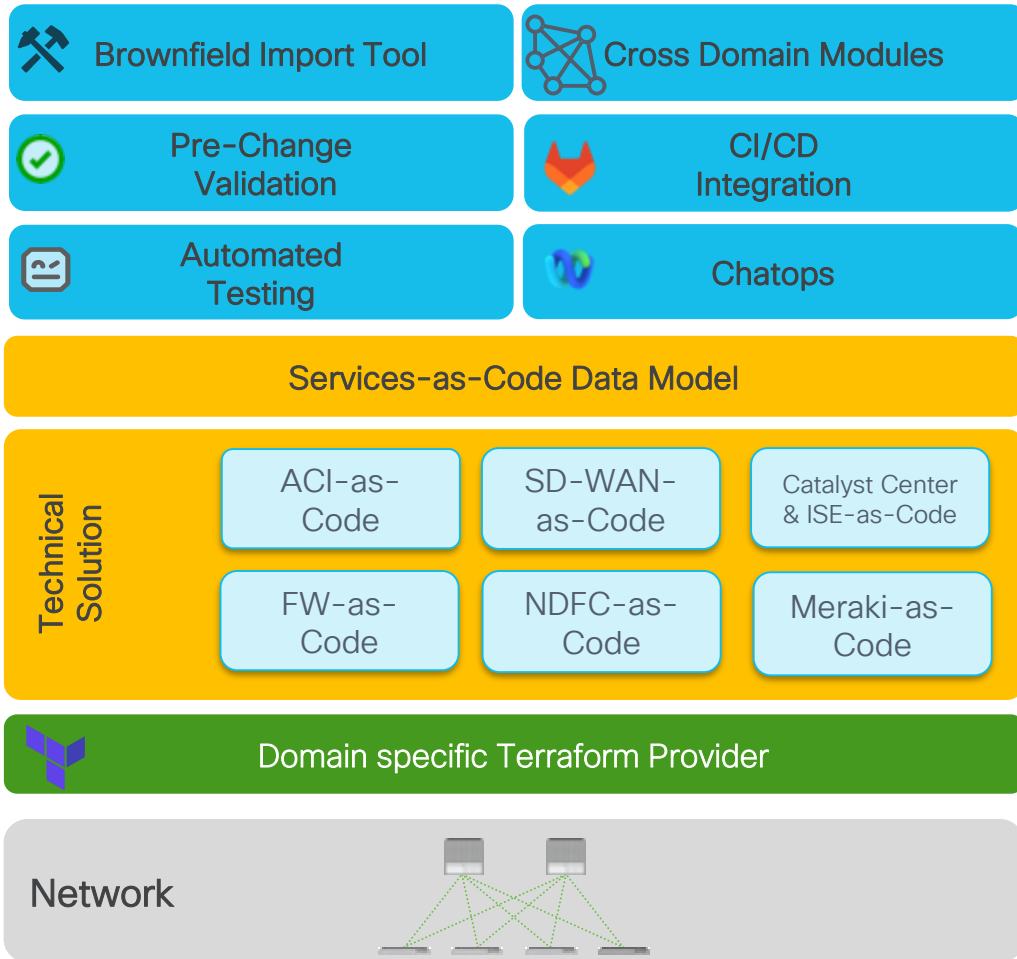 Brownfield Import Tool
Cross Domain Modules
Pre-Change
Validation
CI/CD
Integration
Automated
Testing
Chatops
Services-as-Code Data Model
Technical
Solution
ACI-as-
Code
SD-WAN-
as-Code
Catalyst Center
& ISE-as-Code
FW-as-
Code
NDFC-as-
Code
Meraki-as-
Code
Domain specific Terraform Provider
Network